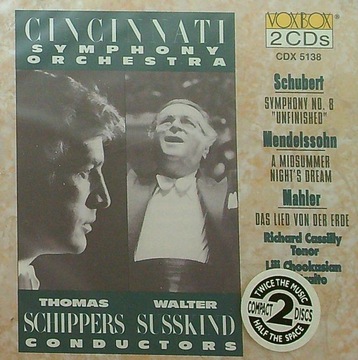 CINCINNATI
SYMPHONY
ORCHESTRA
THOMAS WALTER
SCHIPPERS SUSSKIND
CONDUCTORS
VOXBOX
2 CDs
CDX 5138
Schubert
SYMPHONY NO. 8
"UNFINISHED"
Mendelssohn
A MIDSUMMER
NIGHT'S DREAM
Mahler
DAS LIED VON DER ERDE
Richard Cassilly
Tenor
Lili Chookasian
TWICE THE MUSIC
COMPACT 2 DISCS
HALF THE SPACE